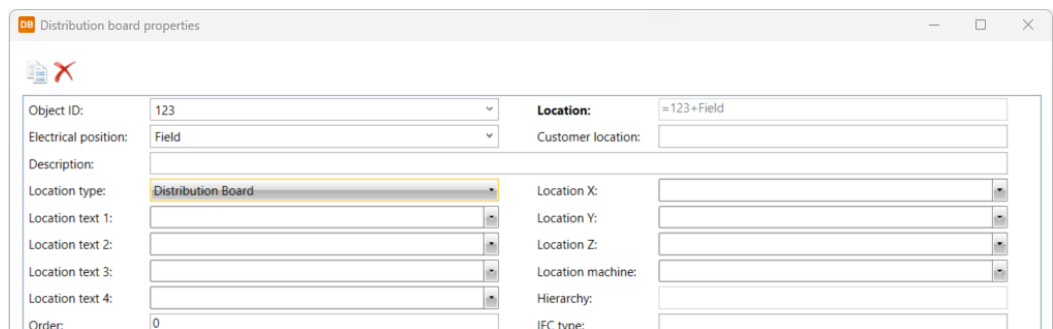 DB Distribution board properties
Object ID: 123 Location: =123+Field
Electrical position: Field Customer location:
Description:
Location type: Distribution Board Location X:
Location text 1: Location Y:
Location text 2: Location Z:
Location text 3: Location machine:
Location text 4: Hierarchy:
Order: 0 IFC type: